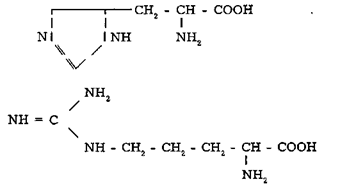 CH₂ - CH - COOH
N NH NH₂
NH₂
NH = C
NH - CH₂ - CH₂ - CH₂ - CH - COOH
NH₂